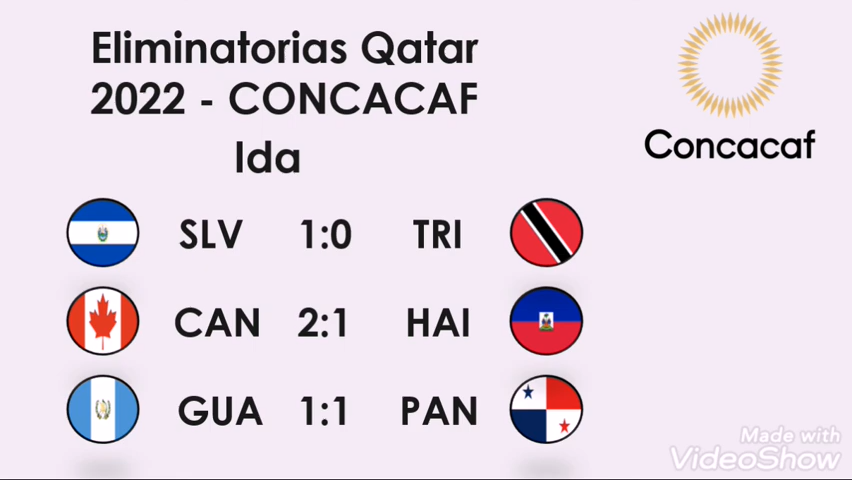 Eliminatorias Qatar
2022 - CONCACAF
Ida
Concacaf
SLV 1:0 TRI
CAN 2:1 HAI
GUA 1:1 PAN
Made with
VideoShow